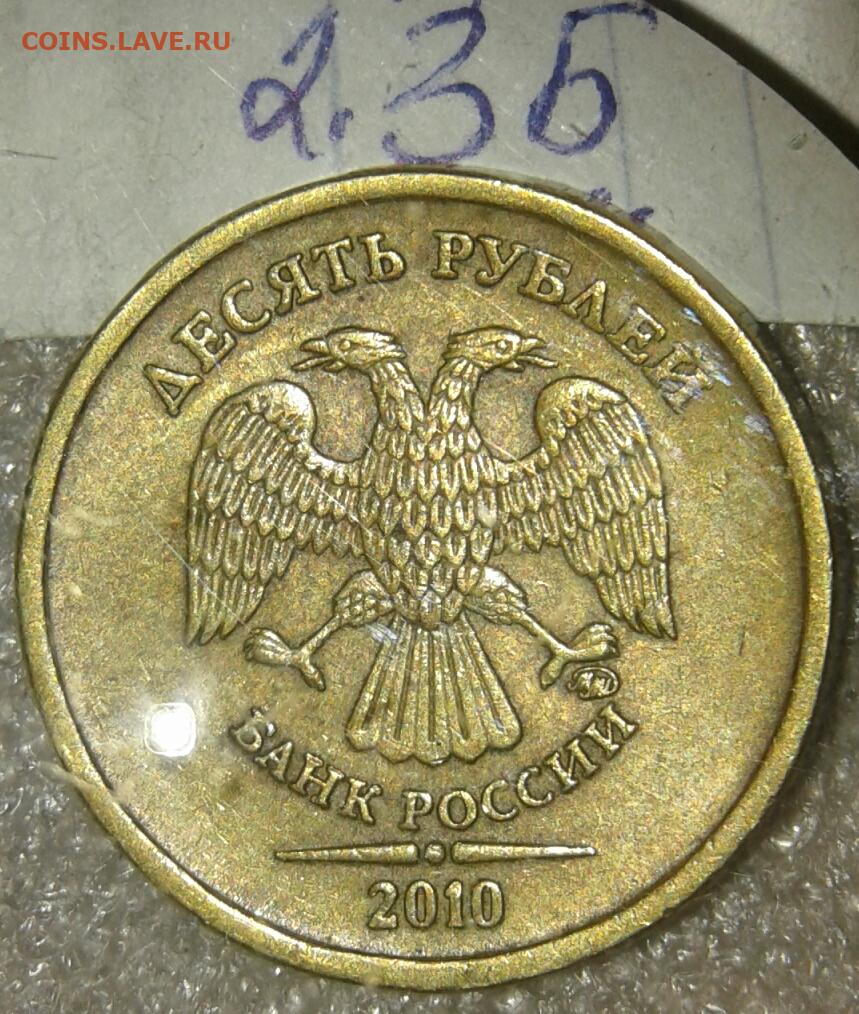 COINS.LAVE.RU
2.3Б
ДЕСЯТЬ РУБЛЕЙ
БАНК РОССИИ
2010